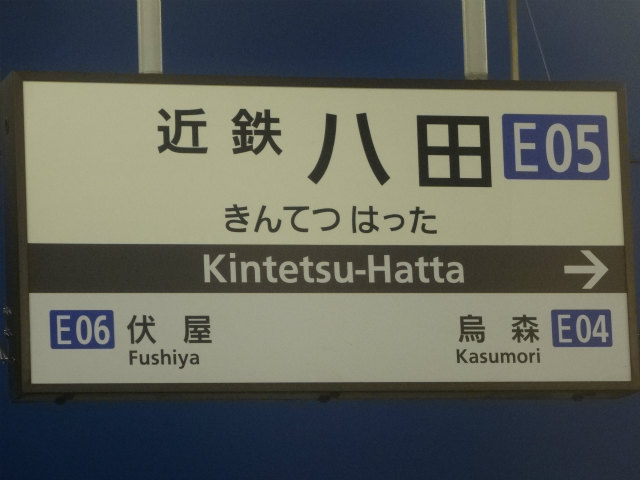 近鉄 八田 E05
きんてつ はった
Kintetsu-Hatta →
E06 伏屋 烏森 E04
Fushiya Kasumori